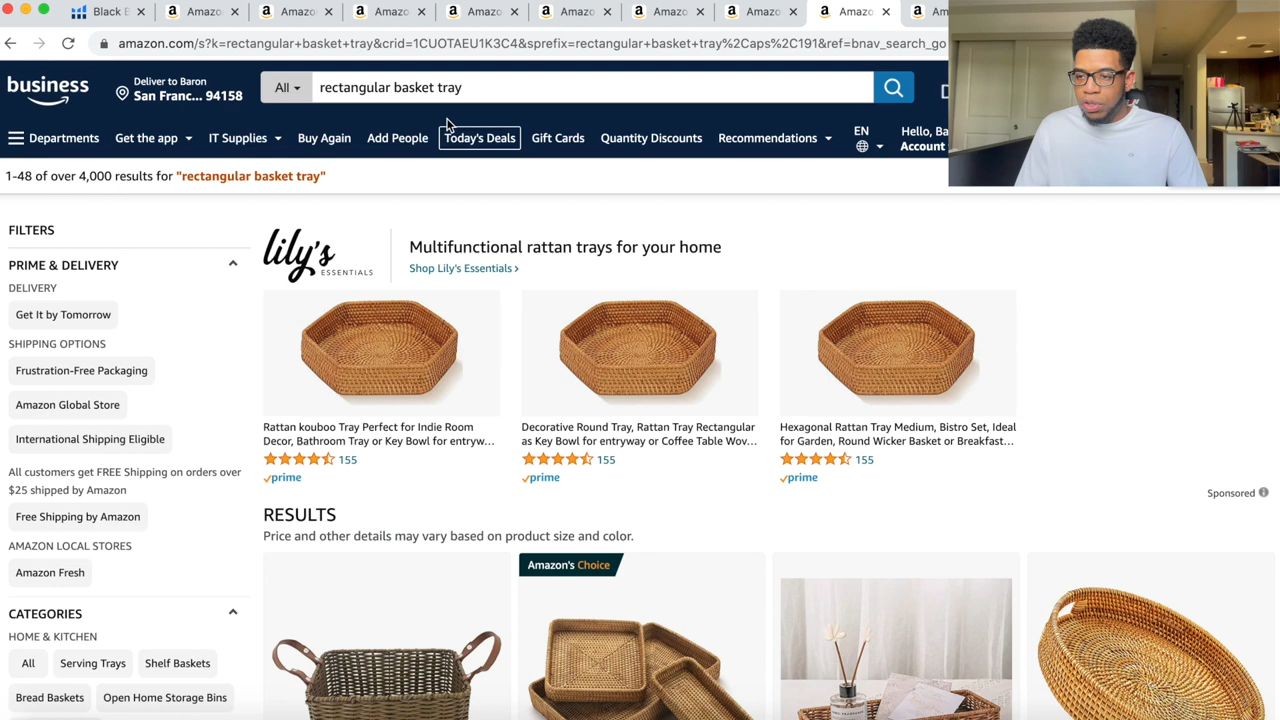 Black B
Amazo
Amazo
Amazo
Amazo
Amazo
Amazo
Amazo
Amazo
Am
amazon.com/s?k=rectangular+basket+tray&crid=1CUOTAEU1K3C4&sprefix=rectangular+basket+tray%2Caps%2C191&ref=bnav_search_go
business
Deliver to Baron
San Franc... 94158
All
rectangular basket tray
Departments
Get the app
IT Supplies
Buy Again
Add People
Today's Deals
Gift Cards
Quantity Discounts
Recommendations
EN
Hello, Ba
Account
1-48 of over 4,000 results for "rectangular basket tray"
FILTERS
PRIME & DELIVERY
DELIVERY
Get It by Tomorrow
SHIPPING OPTIONS
Frustration-Free Packaging
Amazon Global Store
International Shipping Eligible
All customers get FREE Shipping on orders over
$25 shipped by Amazon
Free Shipping by Amazon
AMAZON LOCAL STORES
Amazon Fresh
CATEGORIES
HOME & KITCHEN
All
Serving Trays
Shelf Baskets
Bread Baskets
Open Home Storage Bins
lily's
ESSENTIALS
Multifunctional rattan trays for your home
Shop Lily's Essentials ›
Rattan kouboo Tray Perfect for Indie Room
Decor, Bathroom Tray or Key Bowl for entryw...
155
prime
Decorative Round Tray, Rattan Tray Rectangular
as Key Bowl for entryway or Coffee Table Wov...
155
prime
Hexagonal Rattan Tray Medium, Bistro Set, Ideal
for Garden, Round Wicker Basket or Breakfast...
155
prime
Sponsored
RESULTS
Price and other details may vary based on product size and color.
Amazon's Choice